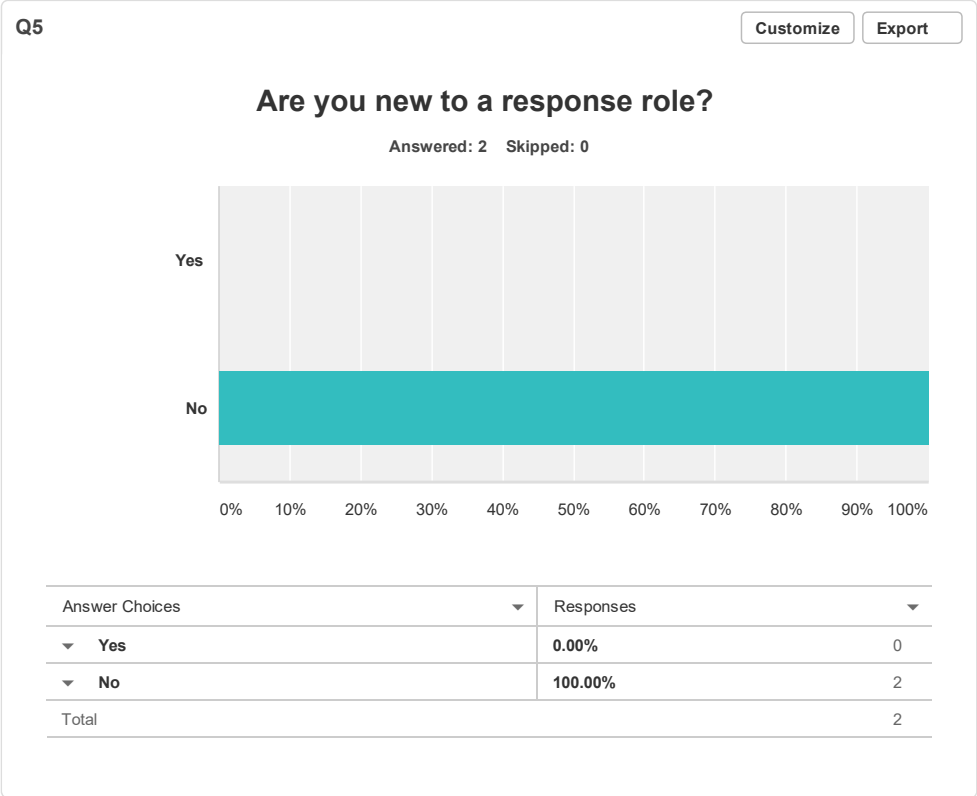 Q5 Customize Export
Are you new to a response role?
Answered: 2 Skipped: 0
Yes
No
0% 10% 20% 30% 40% 50% 60% 70% 80% 90% 100%
Answer Choices Responses
Yes 0.00% 0
No 100.00% 2
Total 2